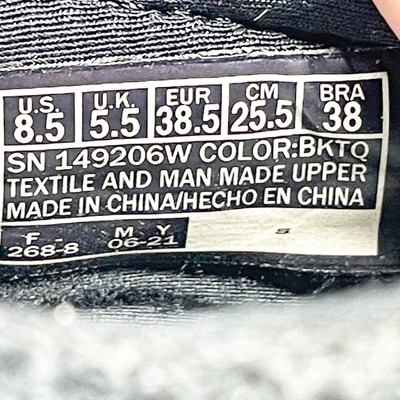 U.S. U.K. EUR CM BRA
8.5 5.5 38.5 25.5 38
SN 149206W COLOR:BKTQ
TEXTILE AND MAN MADE UPPER
MADE IN CHINA/HECHO EN CHINA
F M Y
268-8 06-21